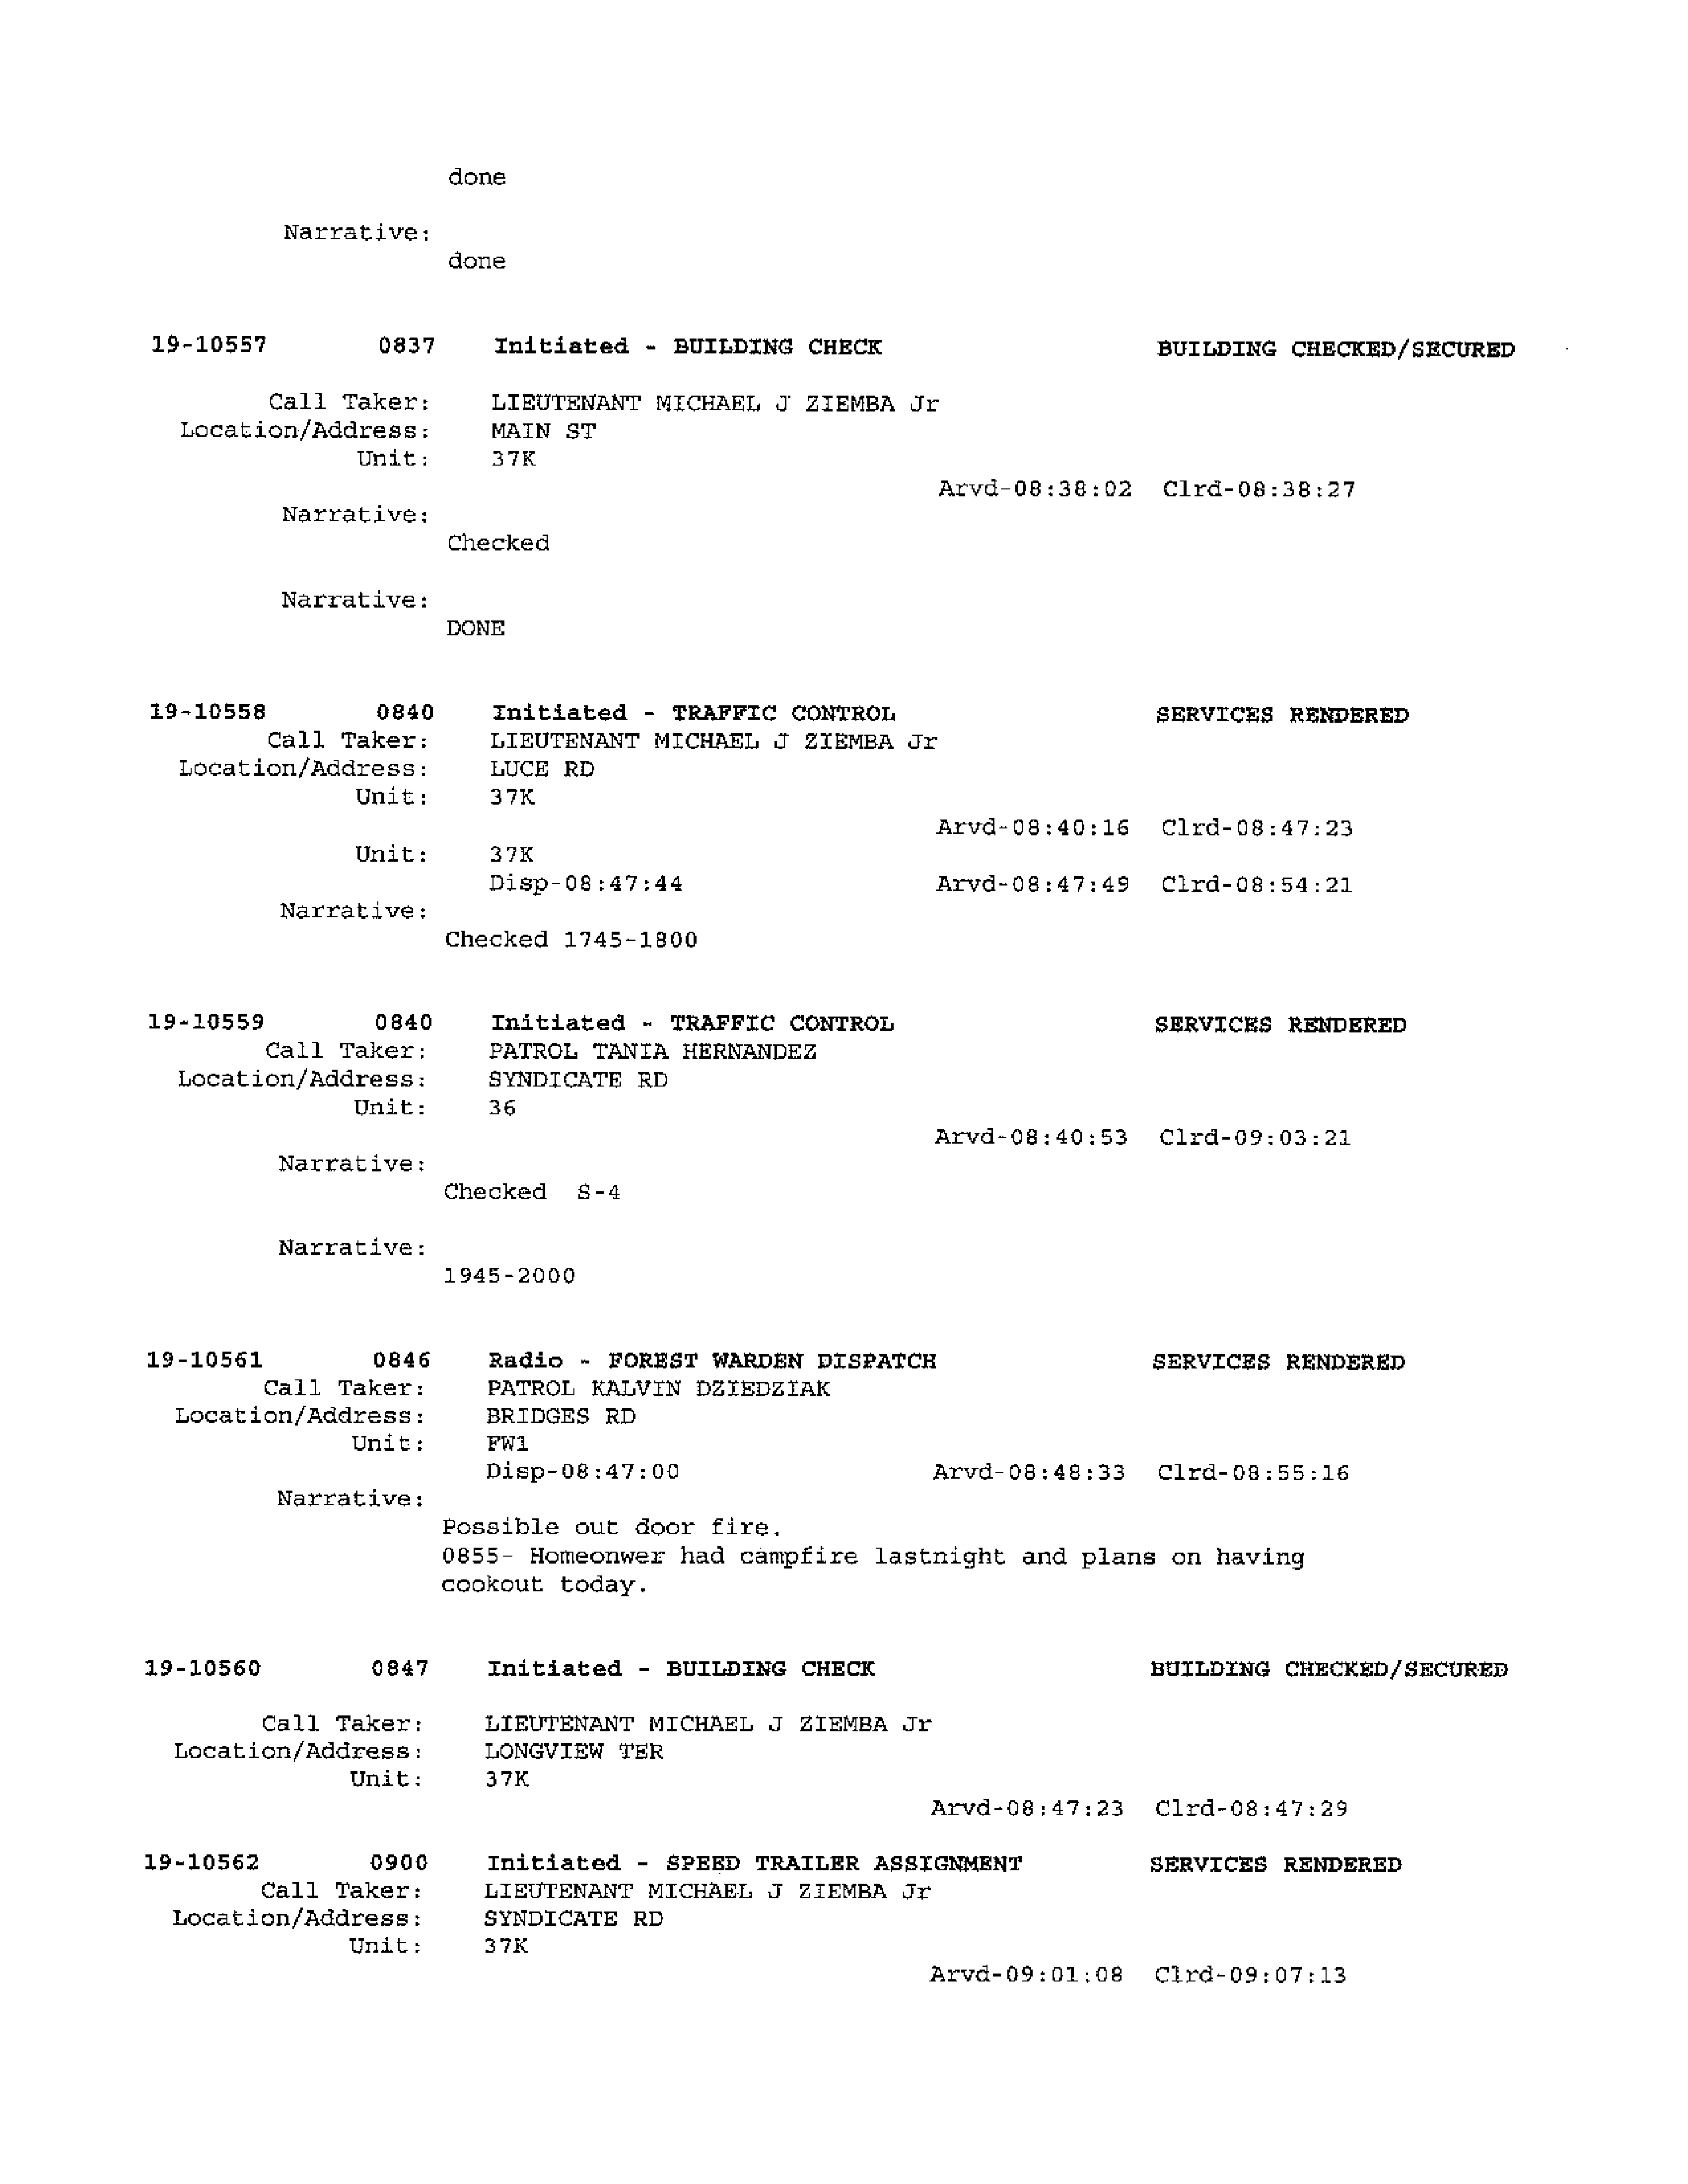 done
Narrative:
done
19-10557 0837 Initiated - BUILDING CHECK BUILDING CHECKED/SECURED
Call Taker: LIEUTENANT MICHAEL J ZIEMBA Jr
Location/Address: MAIN ST
Unit: 37K
Arvd-08:38:02 Clrd-08:38:27
Narrative:
Checked
Narrative:
DONE
19-10558 0840 Initiated - TRAFFIC CONTROL SERVICES RENDERED
Call Taker: LIEUTENANT MICHAEL J ZIEMBA Jr
Location/Address: LUCE RD
Unit: 37K
Arvd-08:40:16 Clrd-08:47:23
Unit: 37K
Disp-08:47:44 Arvd-08:47:49 Clrd-08:54:21
Narrative:
Checked 1745-1800
19-10559 0840 Initiated - TRAFFIC CONTROL SERVICES RENDERED
Call Taker: PATROL TANIA HERNANDEZ
Location/Address: SYNDICATE RD
Unit: 36
Arvd-08:40:53 Clrd-09:03:21
Narrative:
Checked S-4
Narrative:
1945-2000
19-10561 0846 Radio - FOREST WARDEN DISPATCH SERVICES RENDERED
Call Taker: PATROL KALVIN DZIEDZIAK
Location/Address: BRIDGES RD
Unit: FW1
Disp-08:47:00 Arvd-08:48:33 Clrd-08:55:16
Narrative:
Possible out door fire.
0855- Homeonwer had campfire lastnight and plans on having
cookout today.
19-10560 0847 Initiated - BUILDING CHECK BUILDING CHECKED/SECURED
Call Taker: LIEUTENANT MICHAEL J ZIEMBA Jr
Location/Address: LONGVIEW TER
Unit: 37K
Arvd-08:47:23 Clrd-08:47:29
19-10562 0900 Initiated - SPEED TRAILER ASSIGNMENT SERVICES RENDERED
Call Taker: LIEUTENANT MICHAEL J ZIEMBA Jr
Location/Address: SYNDICATE RD
Unit: 37K
Arvd-09:01:08 Clrd-09:07:13